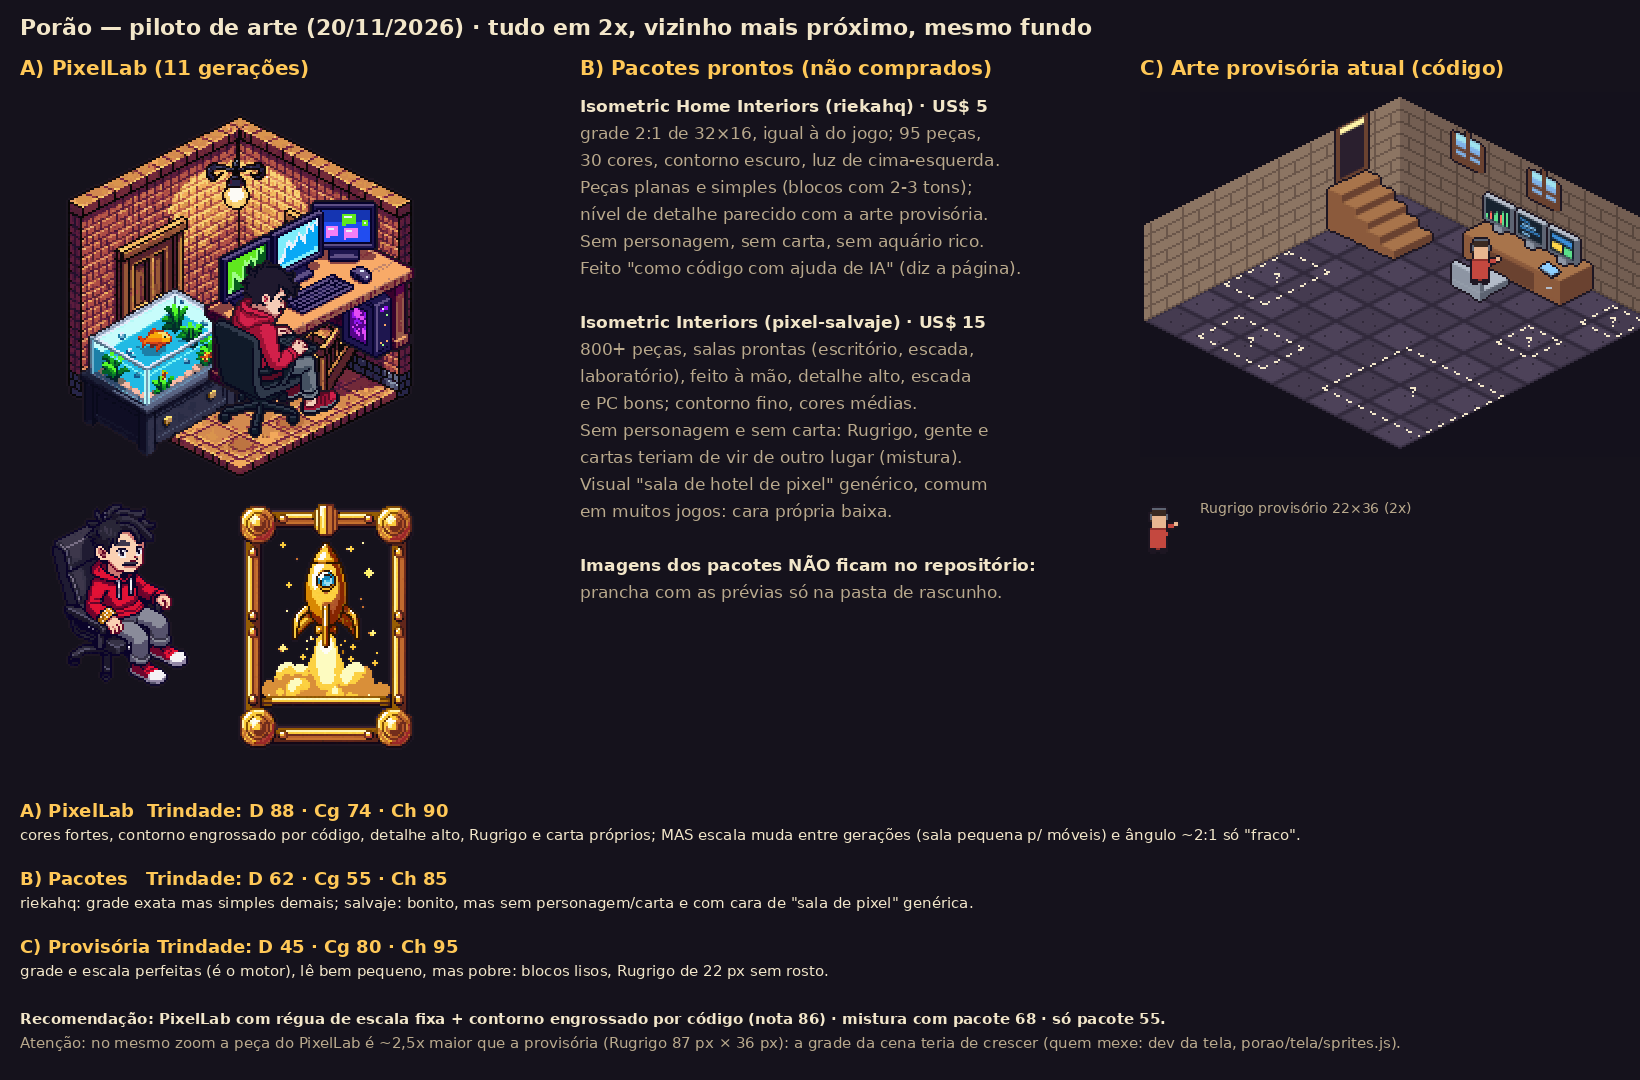 Porão — piloto de arte (20/11/2026) · tudo em 2x, vizinho mais próximo, mesmo fundo
A) PixelLab (11 gerações)
B) Pacotes prontos (não comprados)
Isometric Home Interiors (riekahq) · US$ 5
grade 2:1 de 32×16, igual à do jogo; 95 peças,
30 cores, contorno escuro, luz de cima-esquerda.
Peças planas e simples (blocos com 2-3 tons);
nível de detalhe parecido com a arte provisória.
Sem personagem, sem carta, sem aquário rico.
Feito "como código com ajuda de IA" (diz a página).
Isometric Interiors (pixel-salvaje) · US$ 15
800+ peças, salas prontas (escritório, escada,
laboratório), feito à mão, detalhe alto, escada
e PC bons; contorno fino, cores médias.
Sem personagem e sem carta: Rugrigo, gente e
cartas teriam de vir de outro lugar (mistura).
Visual "sala de hotel de pixel" genérico, comum
em muitos jogos: cara própria baixa.
Imagens dos pacotes NÃO ficam no repositório:
prancha com as prévias só na pasta de rascunho.
C) Arte provisória atual (código)
?
?
?
?
?
Rugrigo provisório 22×36 (2x)
A) PixelLab  Trindade: D 88 · Cg 74 · Ch 90
cores fortes, contorno engrossado por código, detalhe alto, Rugrigo e carta próprios; MAS escala muda entre gerações (sala pequena p/ móveis) e ângulo ~2:1 só "fraco".
B) Pacotes   Trindade: D 62 · Cg 55 · Ch 85
riekahq: grade exata mas simples demais; salvaje: bonito, mas sem personagem/carta e com cara de "sala de pixel" genérica.
C) Provisória Trindade: D 45 · Cg 80 · Ch 95
grade e escala perfeitas (é o motor), lê bem pequeno, mas pobre: blocos lisos, Rugrigo de 22 px sem rosto.
Recomendação: PixelLab com régua de escala fixa + contorno engrossado por código (nota 86) · mistura com pacote 68 · só pacote 55.
Atenção: no mesmo zoom a peça do PixelLab é ~2,5x maior que a provisória (Rugrigo 87 px × 36 px): a grade da cena teria de crescer (quem mexe: dev da tela, porao/tela/sprites.js).